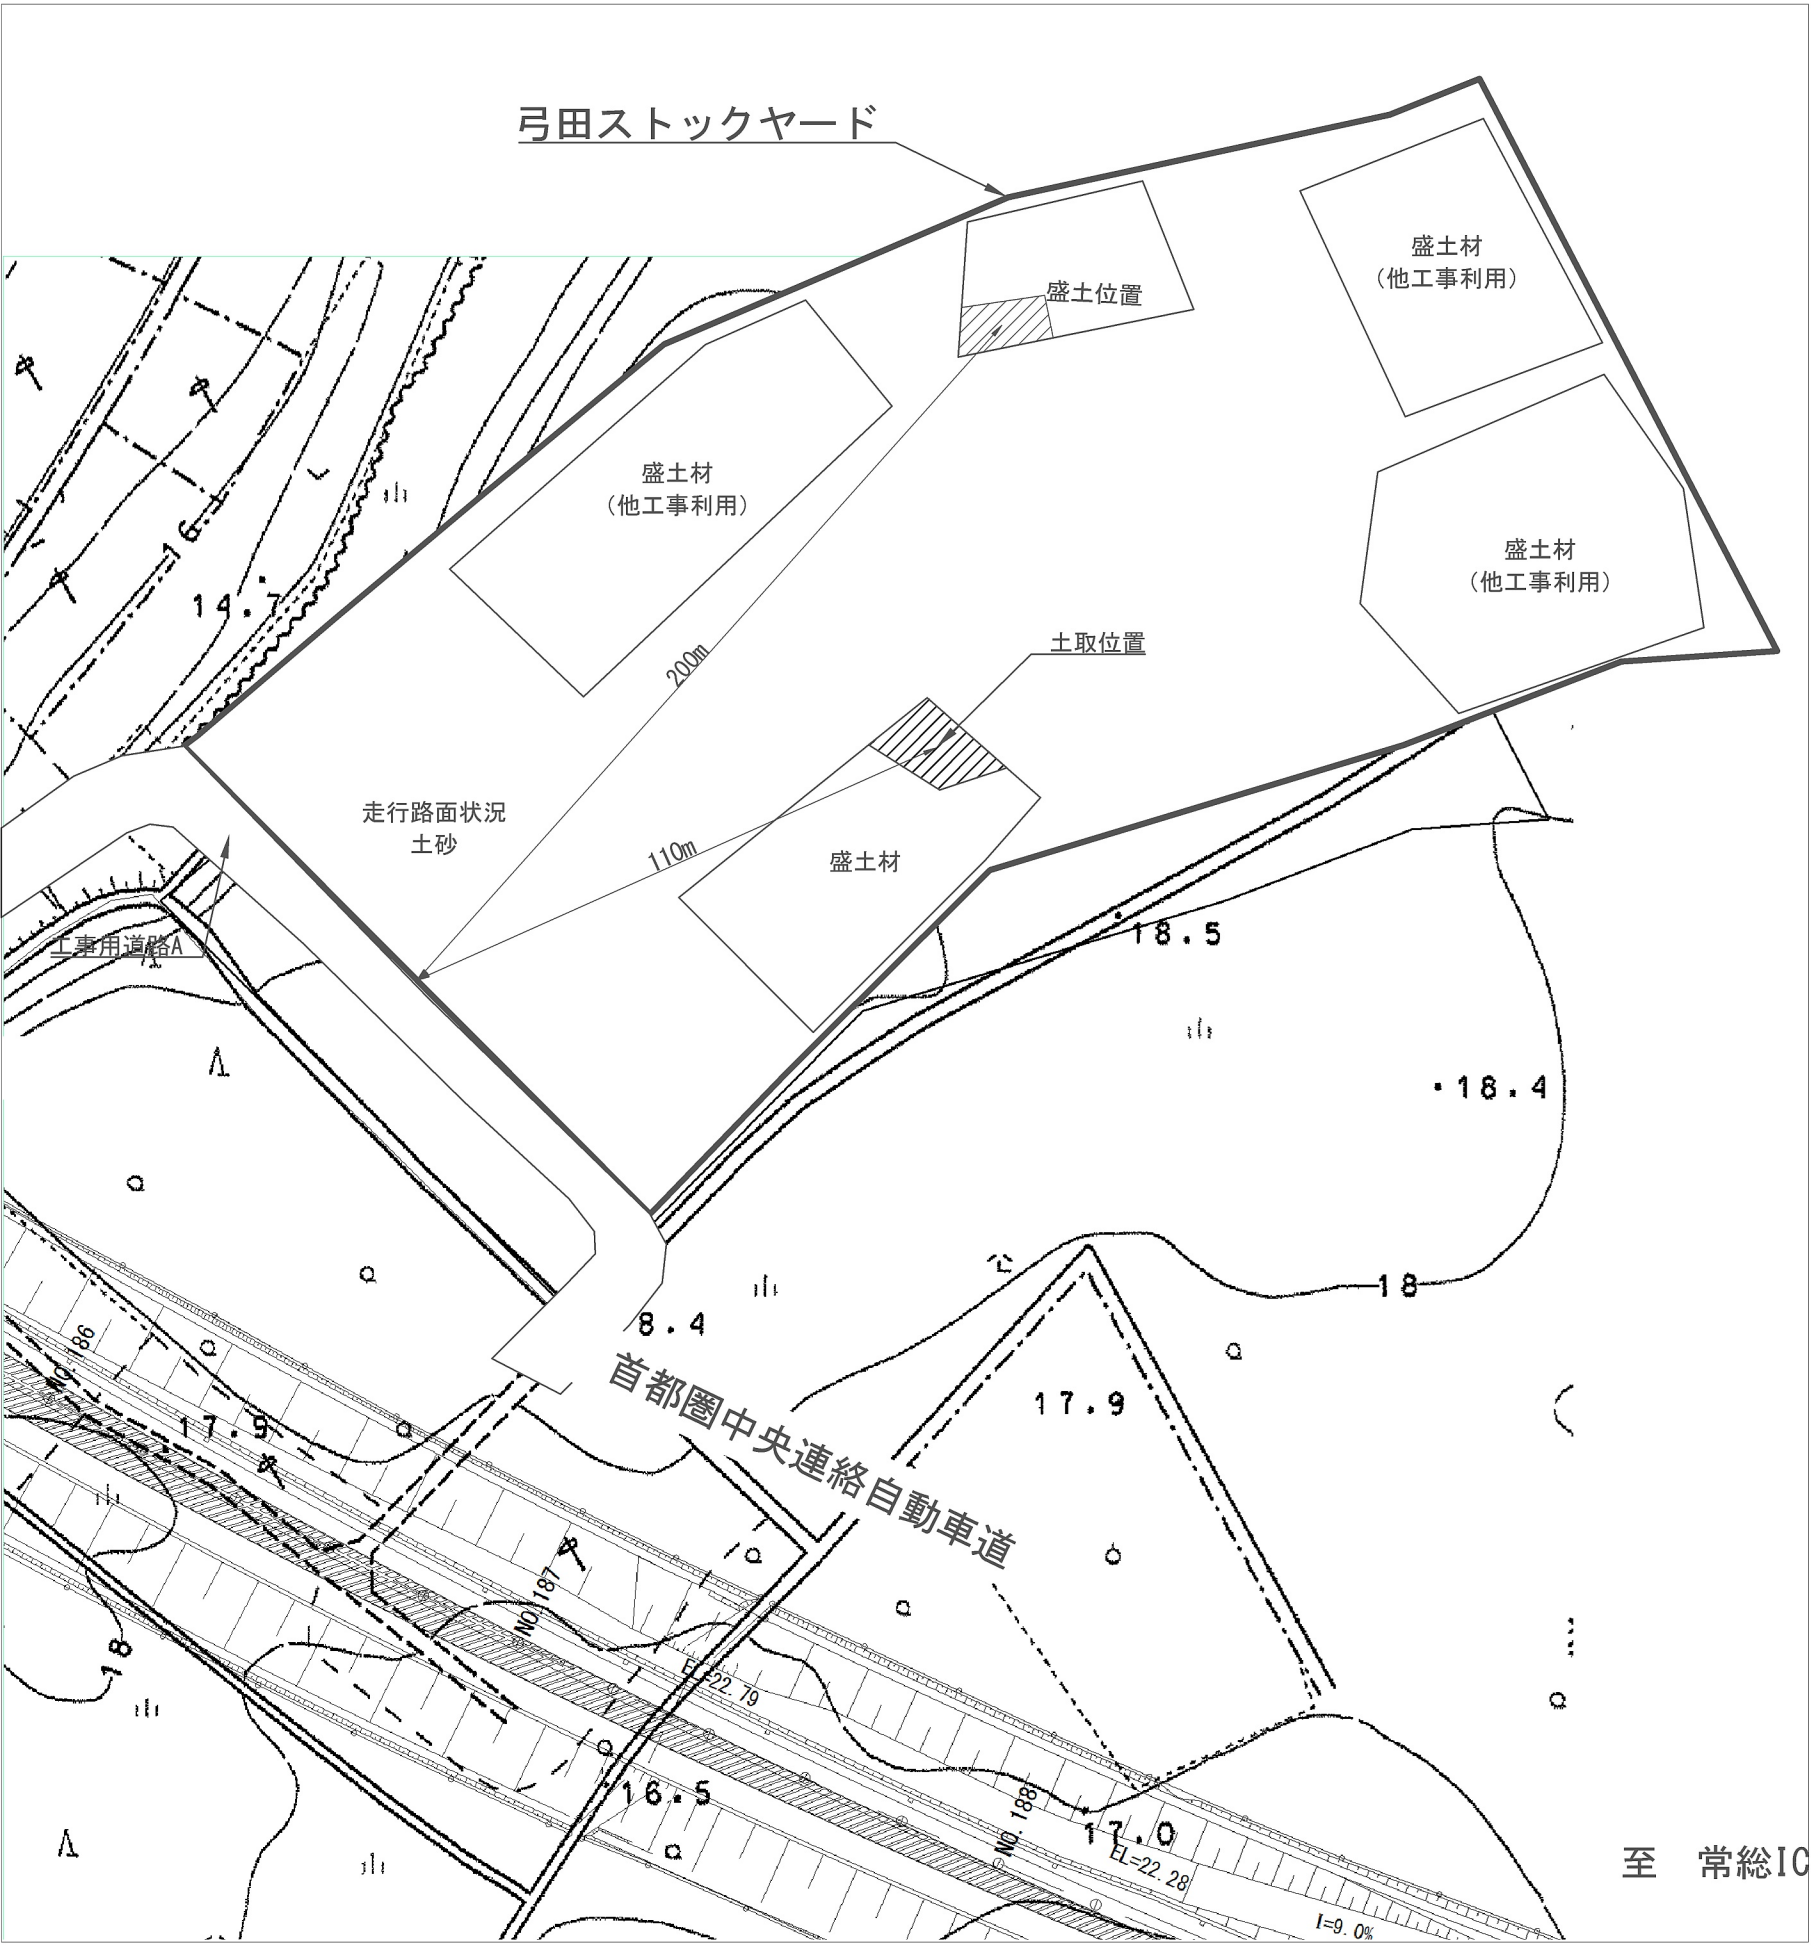 弓田ストックヤード
盛土材
(他工事利用)
盛土位置
盛土材
(他工事利用)
盛土材
(他工事利用)
16
14.7
土取位置
200m
走行路面状況
土砂
110m
盛土材
18.5
工事用道路A
18.4
18
8.4
首都圏中央連絡自動車道
NO.186
17.9
17.9
NO.187
18
EL=22.79
16.5
NO.188
17.0
EL=22.28
至 常総IC
I=9.0%